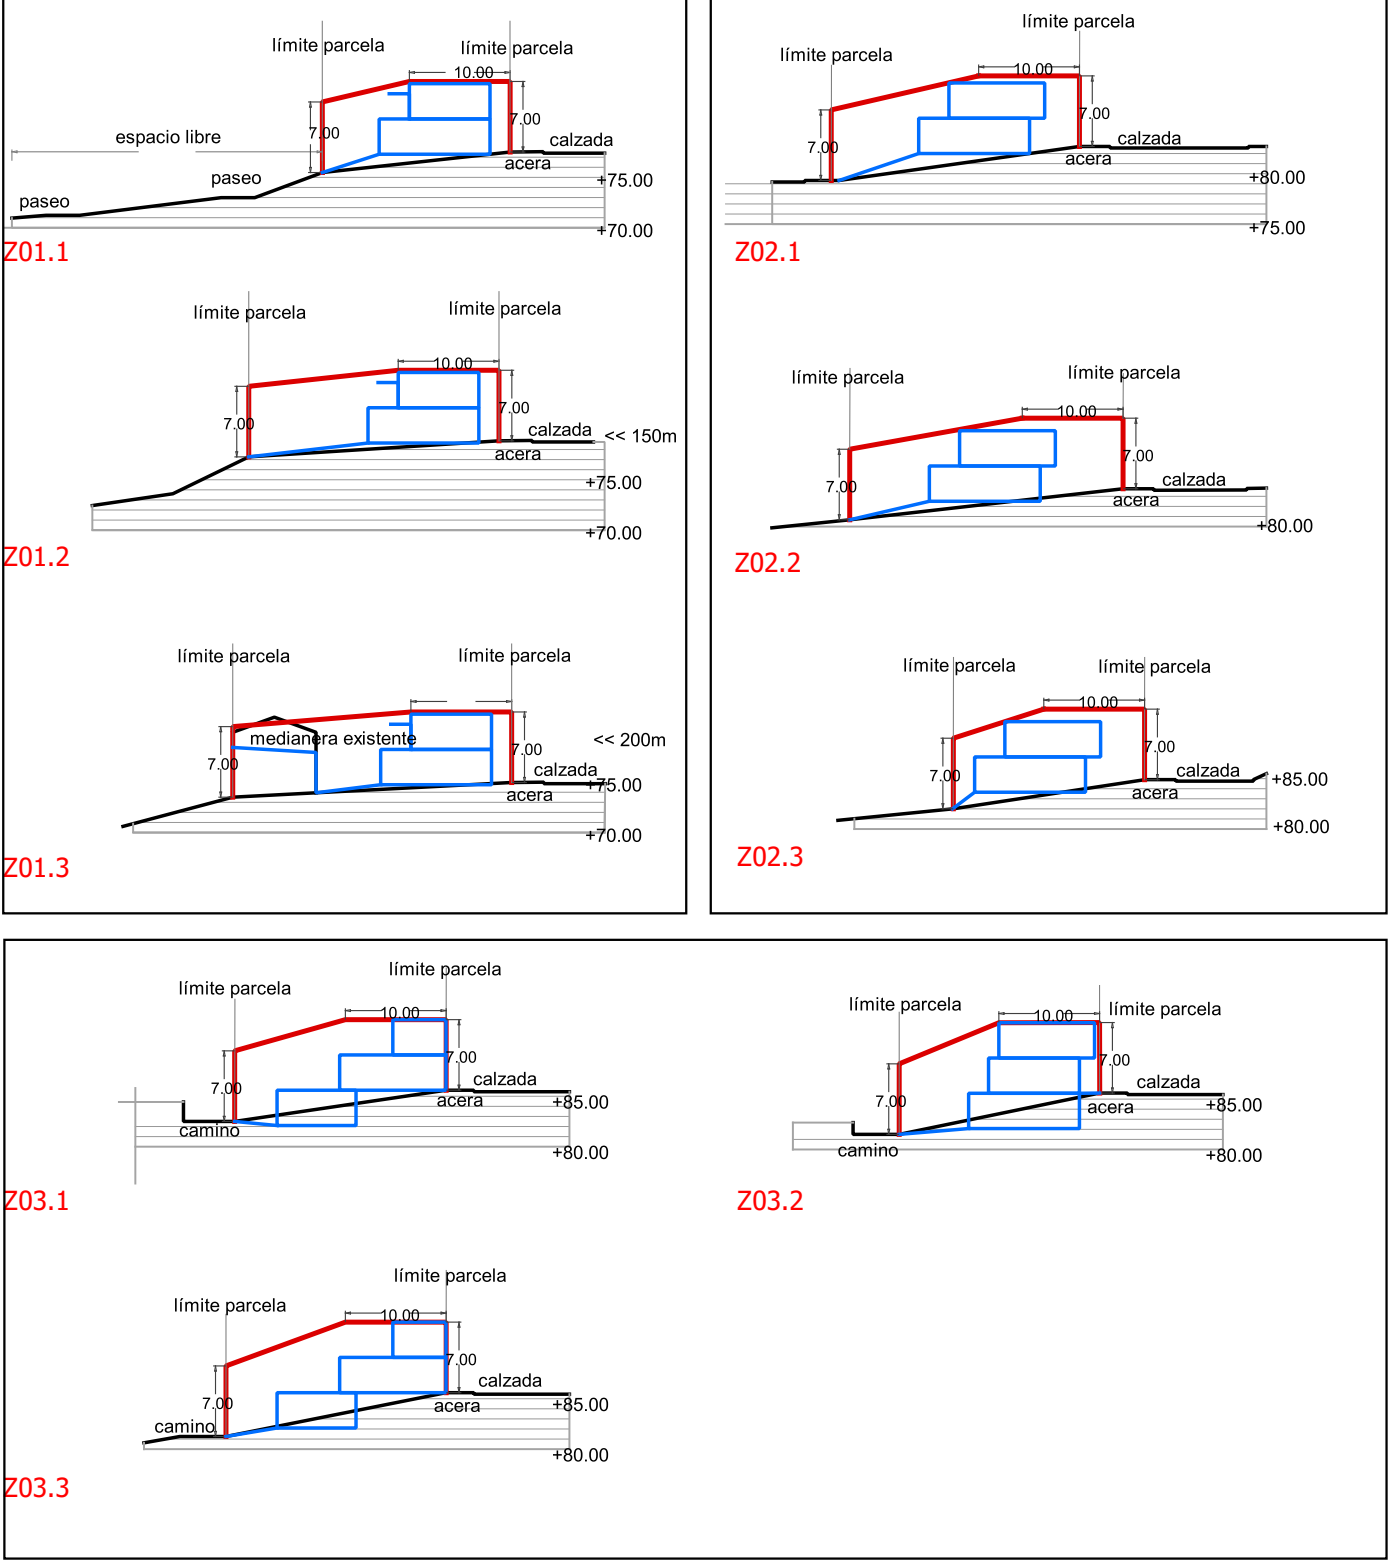 límite parcela
límite parcela
10.00
7.00
7.00
espacio libre
calzada
acera
paseo
+75.00
paseo
+70.00
Z01.1
límite parcela
límite parcela
10.00
7.00
7.00
calzada
<< 150m
acera
+75.00
+70.00
Z01.2
límite parcela
límite parcela
medianera existente
<< 200m
7.00
7.00
calzada
+75.00
acera
+70.00
Z01.3
límite parcela
límite parcela
10.00
7.00
7.00
calzada
acera
+80.00
+75.00
Z02.1
límite parcela
límite parcela
10.00
7.00
7.00
calzada
acera
+80.00
Z02.2
límite parcela
límite parcela
10.00
7.00
7.00
calzada
+85.00
acera
+80.00
Z02.3
límite parcela
límite parcela
10.00
7.00
7.00
calzada
acera
+85.00
camino
+80.00
Z03.1
límite parcela
límite parcela
10.00
7.00
7.00
calzada
acera
+85.00
camino
+80.00
Z03.2
límite parcela
límite parcela
10.00
7.00
7.00
calzada
acera
+85.00
camino
+80.00
Z03.3